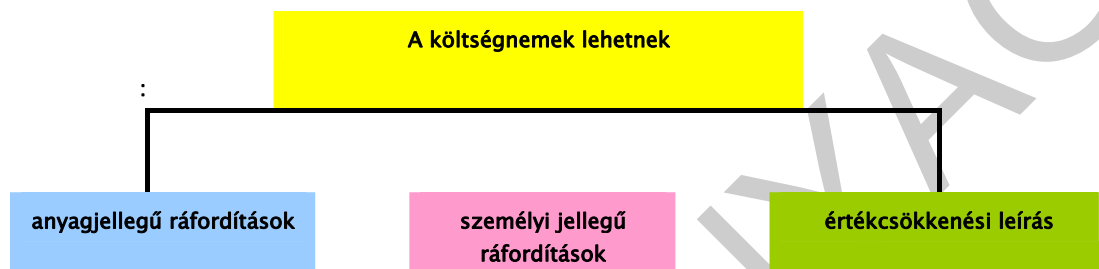 A költségnemek lehetnek
:
anyagjellegű ráfordítások
személyi jellegű
ráfordítások
értékcsökkenési leírás